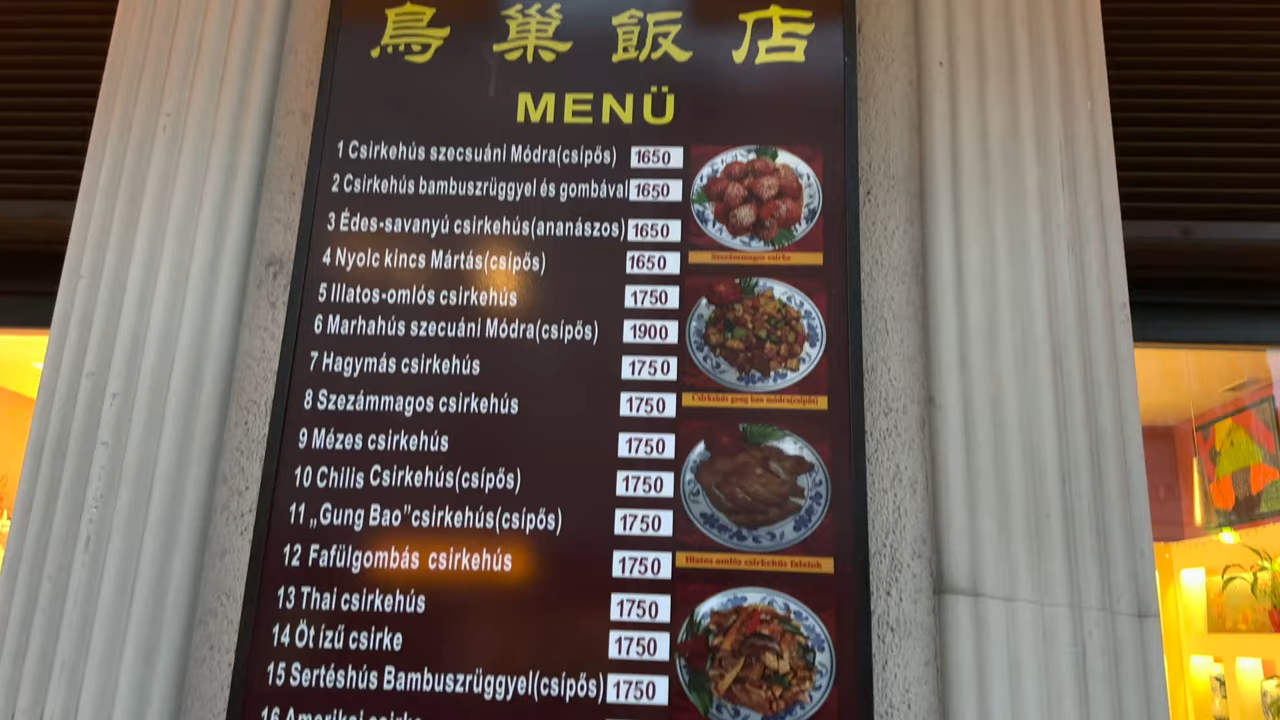 鳥巢飯店
MENÜ
1 Csirkehús szecsuáni Módra(csípős) 1650
2 Csirkehús bambuszrüggyel és gombával 1650
3 Édes-savanyú csirkehús(ananászos) 1650
4 Nyolc kincs Mártás(csípős) 1650
5 Illatos-omlós csirkehús 1750
6 Marhahús szecuáni Módra(csípős) 1900
7 Hagymás csirkehús 1750
8 Szezámmagos csirkehús 1750
9 Mézes csirkehús 1750
10 Chilis Csirkehús(csípős) 1750
11 „Gung Bao” csirkehús(csípős) 1750
12 Fafülgombás csirkehús 1750
13 Thai csirkehús 1750
14 Öt ízű csirke 1750
15 Sertéshús Bambuszrüggyel(csípős) 1750
16 Amerikai csirke
Szezámmagos csirke
Csirkehús gung bao módra(csípős)
Illatos omlós csirkehús falatok